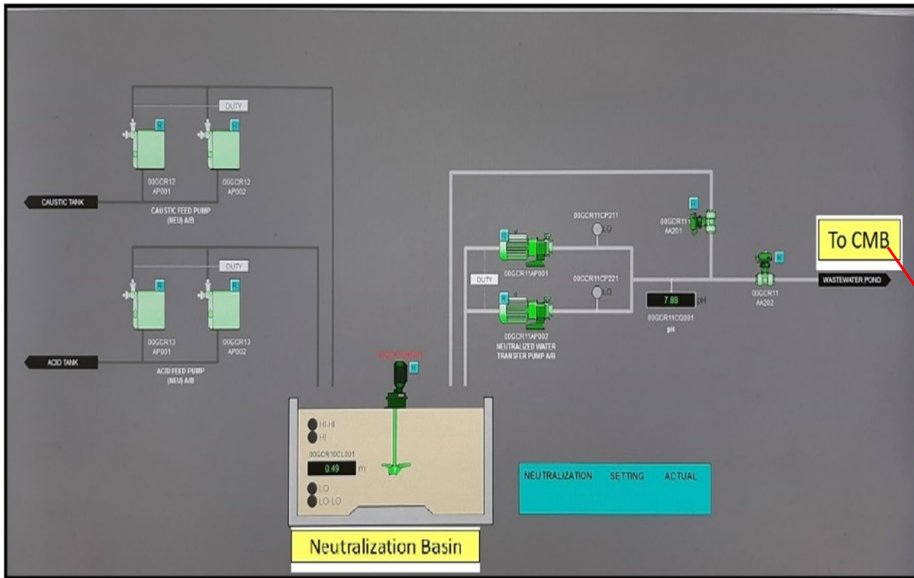 DUTY
R
R
00GCR12
AP001
00GCR12
AP002
CAUSTIC TANK
CAUSTIC FEED PUMP
(NEU) A/B
DUTY
R
R
00GCR13
AP001
00GCR13
AP002
ACID TANK
ACID FEED PUMP
(NEU) A/B
00GCR11CP211
LO
R
00GCR11AP001
DUTY
00GCR11CP221
LO
R
00GCR11AP002
NEUTRALIZED WATER
TRANSFER PUMP A/B
R
00GCR11
AA201
7.88 pH
00GCR11CQ001
pH
R
00GCR11
AA202
To CMB
WASTEWATER POND
R
HI-HI
HI
00GCR10CL001
0.49 m
LO
LO-LO
NEUTRALIZATION SETTING ACTUAL
Neutralization Basin